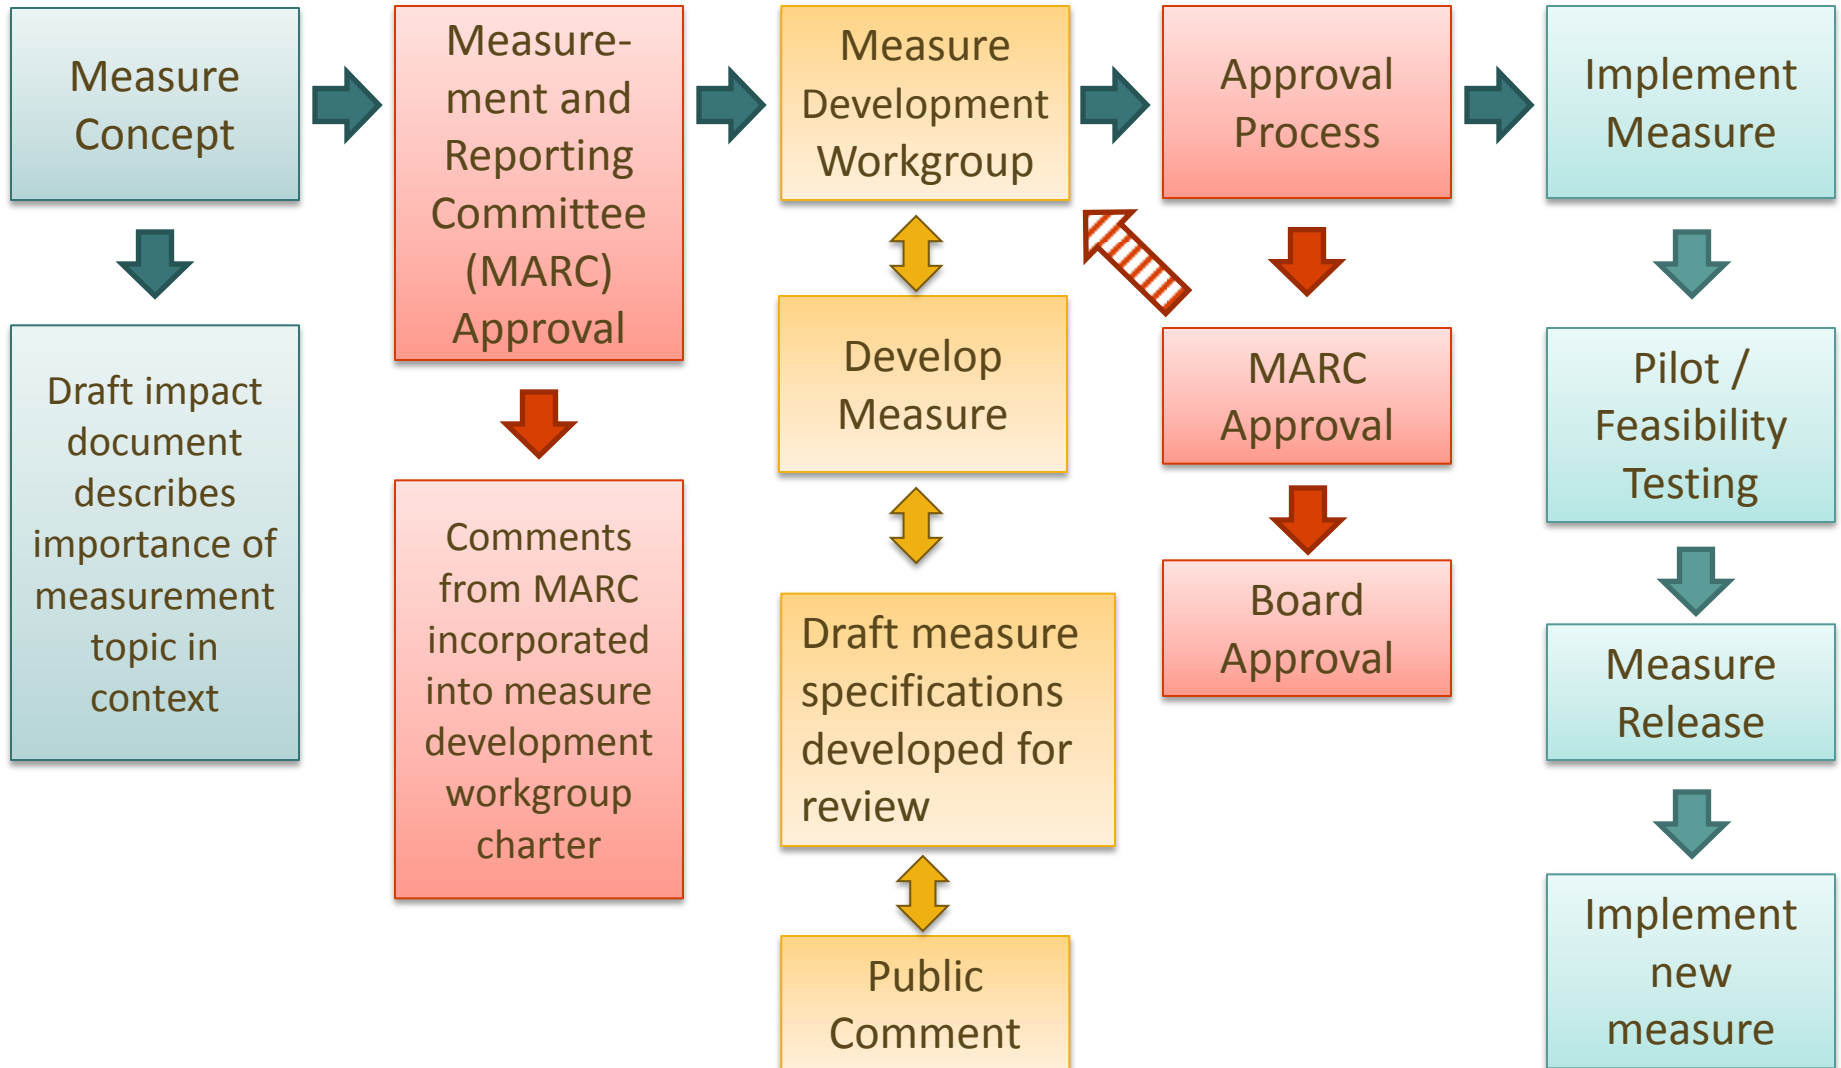 Measure
Concept
Draft impact
document
describes
importance of
measurement
topic in
context
Measure-
ment and
Reporting
Committee
(MARC)
Approval
Comments
from MARC
incorporated
into measure
development
workgroup
charter
Measure
Development
Workgroup
Develop
Measure
Draft measure
specifications
developed for
review
Public
Comment
Approval
Process
MARC
Approval
Board
Approval
Implement
Measure
Pilot /
Feasibility
Testing
Measure
Release
Implement
new
measure